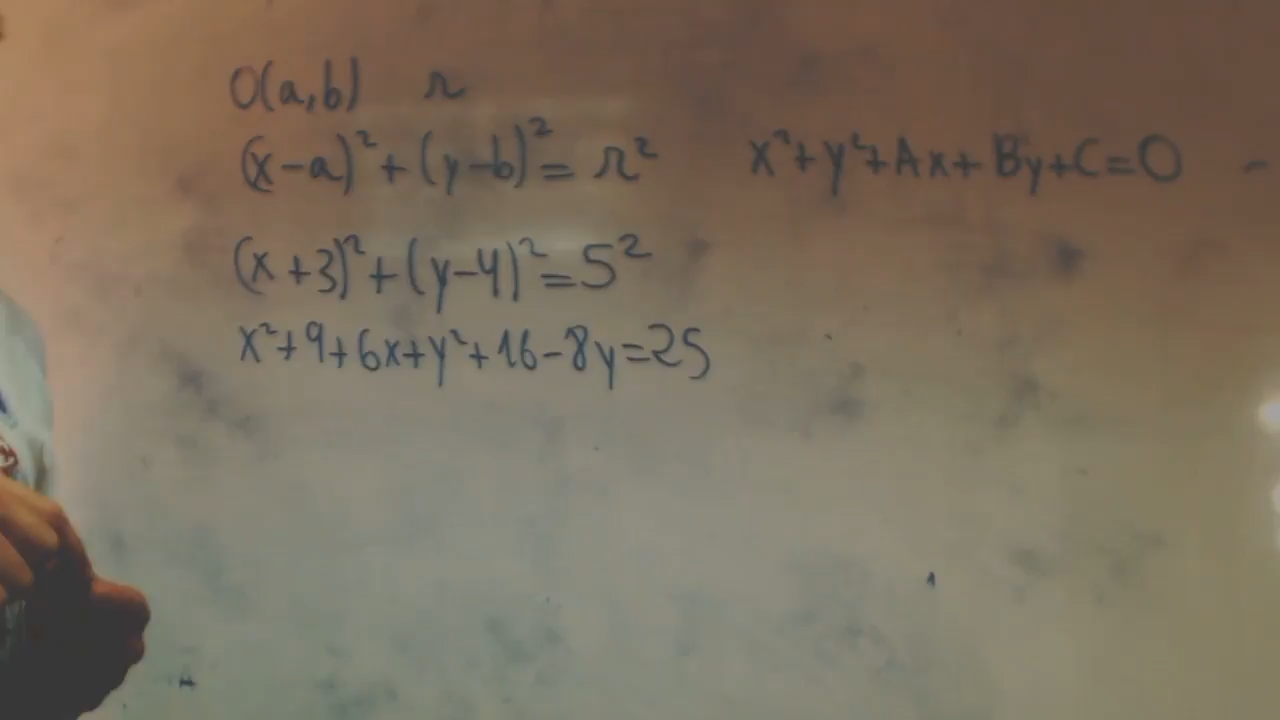 O(a,b) r
(x-a)²+(y-b)²=r² x²+y²+Ax+By+C=0 -
(x+3)²+(y-4)²=5²
x²+9+6x+y²+16-8y=25